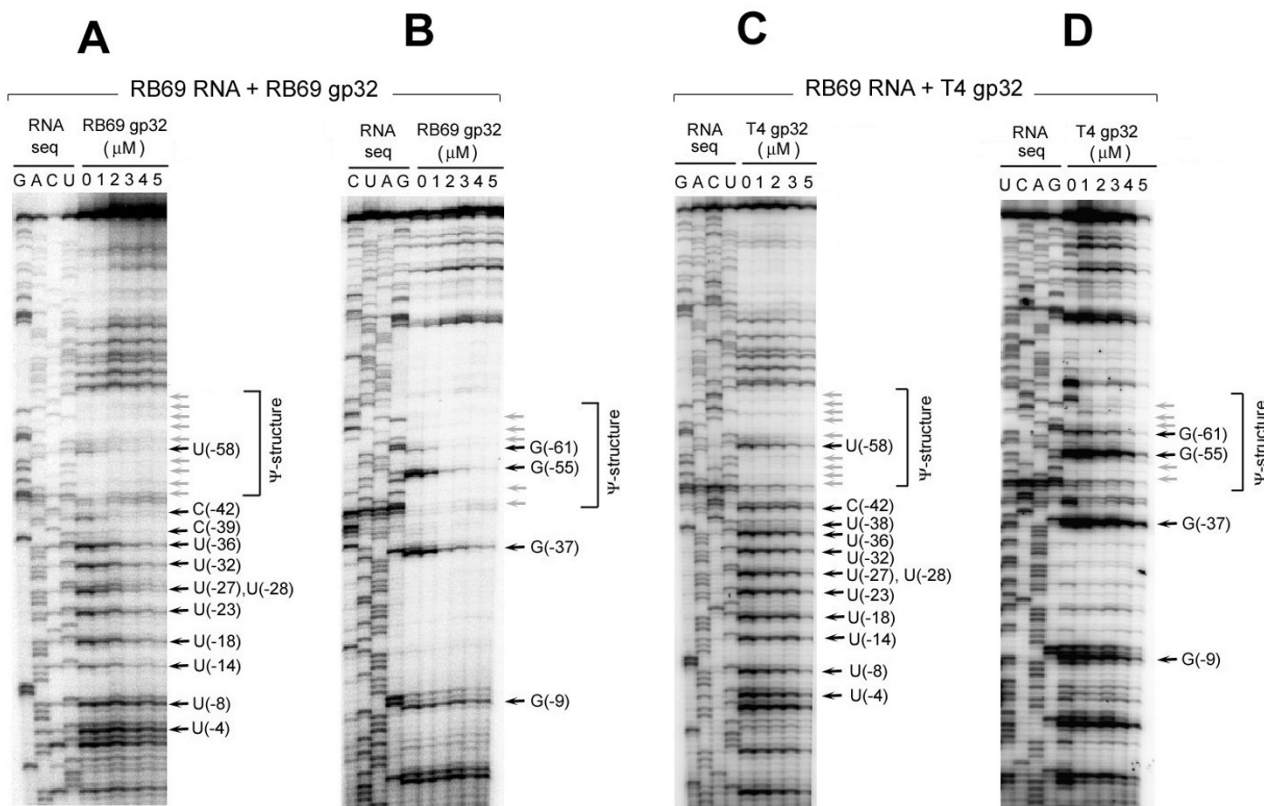 A
B
C
D
RB69 RNA + RB69 gp32
RB69 RNA + T4 gp32
RNA seq
RB69 gp32 (μM)
G A C U 0 1 2 3 4 5
U(-58)
C(-42)
C(-39)
U(-36)
U(-32)
U(-27),U(-28)
U(-23)
U(-18)
U(-14)
U(-8)
U(-4)
Ψ-structure
RNA seq
RB69 gp32 (μM)
C U A G 0 1 2 3 4 5
G(-61)
G(-55)
G(-37)
G(-9)
Ψ-structure
RNA seq
T4 gp32 (μM)
G A C U 0 1 2 3 5
U(-58)
C(-42)
U(-38)
U(-36)
U(-32)
U(-27), U(-28)
U(-23)
U(-18)
U(-14)
U(-8)
U(-4)
Ψ-structure
RNA seq
T4 gp32 (μM)
U C A G 0 1 2 3 4 5
G(-61)
G(-55)
G(-37)
G(-9)
Ψ-structure